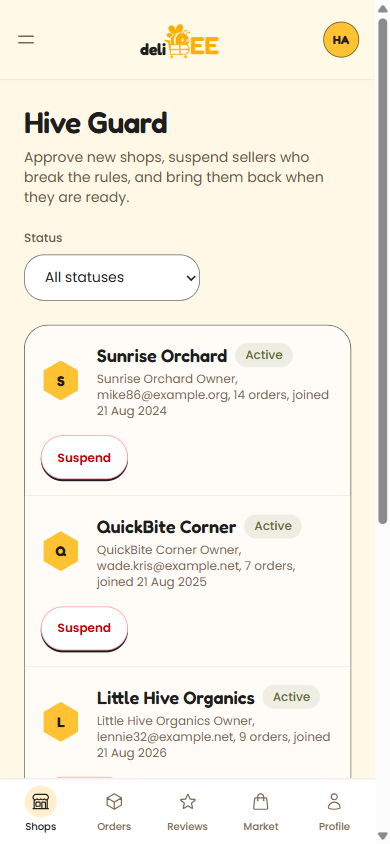 deliBEE
HA
Hive Guard
Approve new shops, suspend sellers who
break the rules, and bring them back when
they are ready.
Status
All statuses
Sunrise Orchard Active
S
Sunrise Orchard Owner,
mike86@example.org, 14 orders, joined
21 Aug 2024
Suspend
QuickBite Corner Active
Q
QuickBite Corner Owner,
wade.kris@example.net, 7 orders,
joined 21 Aug 2025
Suspend
Little Hive Organics Active
L
Little Hive Organics Owner,
lennie32@example.net, 9 orders, joined
21 Aug 2026
Shops Orders Reviews Market Profile